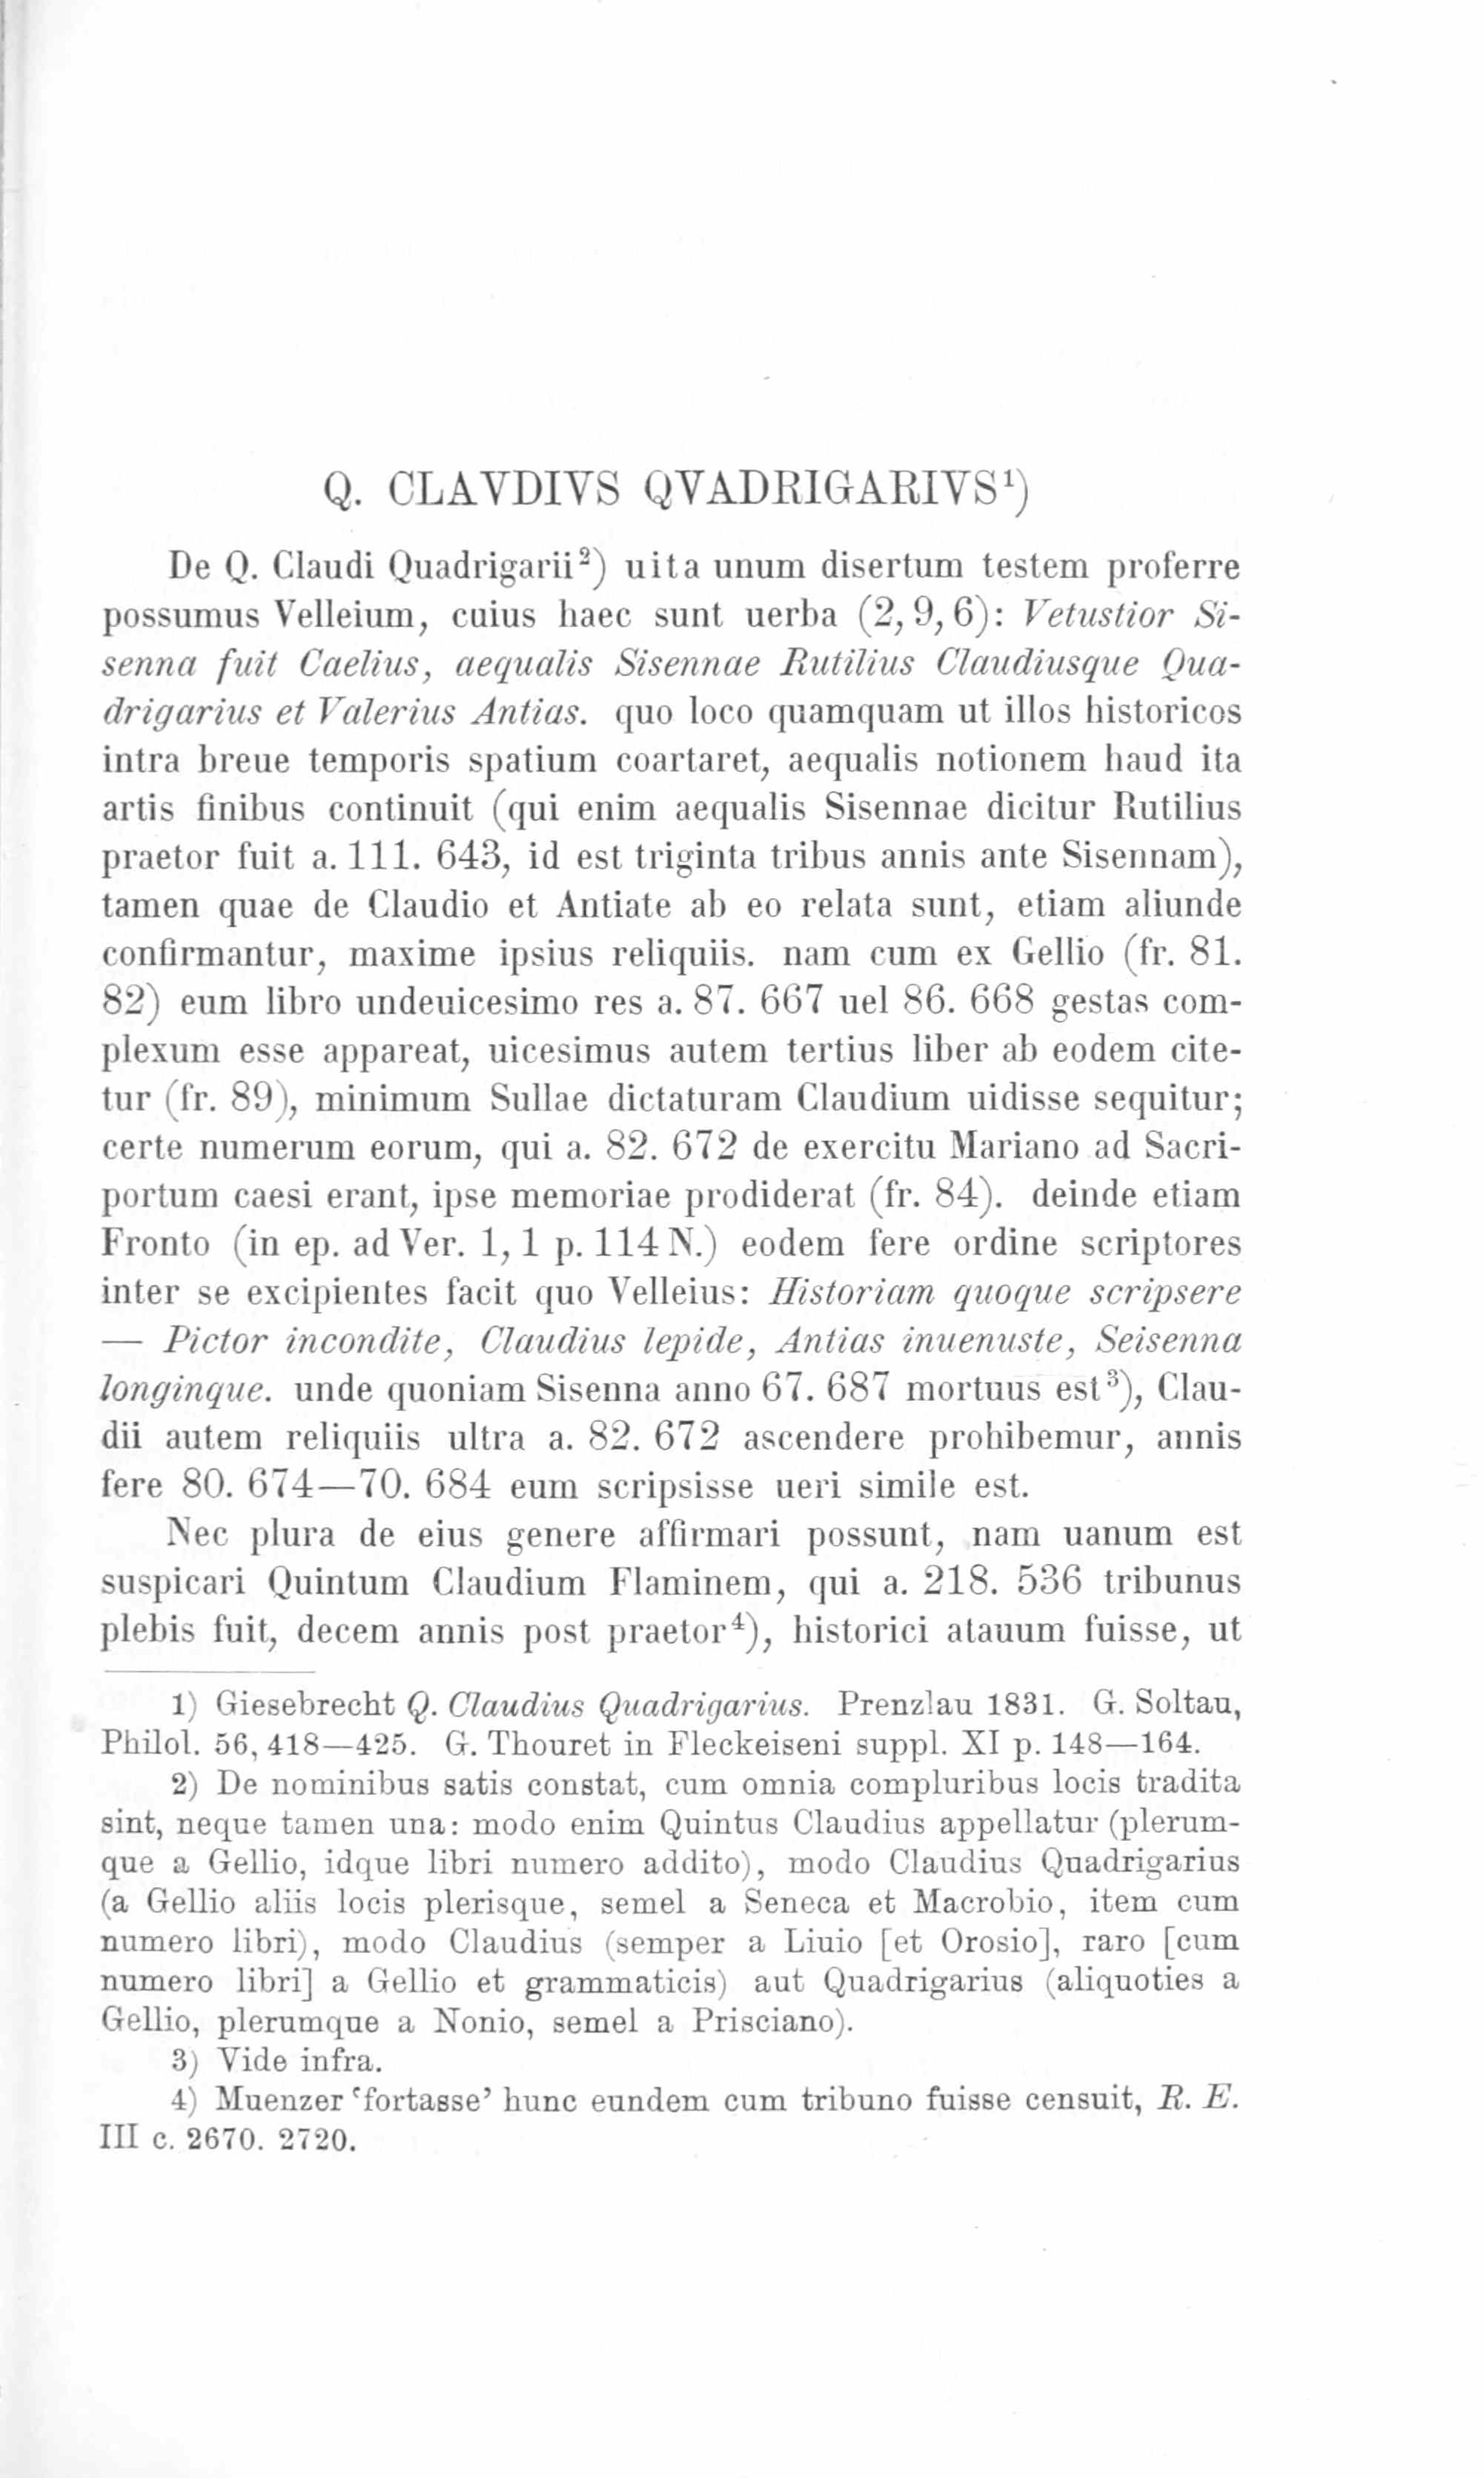 Q. CLAVDIVS QVADRIGARIVS¹)
De Q. Claudi Quadrigarii²) uita unum disertum testem proferre
possumus Velleium, cuius haec sunt uerba (2, 9, 6): Vetustior Si-
senna fuit Caelius, aequalis Sisennae Rutilius Claudiusque Qua-
drigarius et Valerius Antias. quo loco quamquam ut illos historicos
intra breue temporis spatium coartaret, aequalis notionem haud ita
artis finibus continuit (qui enim aequalis Sisennae dicitur Rutilius
praetor fuit a. 111. 643, id est triginta tribus annis ante Sisennam),
tamen quae de Claudio et Antiate ab eo relata sunt, etiam aliunde
confirmantur, maxime ipsius reliquiis. nam cum ex Gellio (fr. 81.
82) eum libro undeuicesimo res a. 87. 667 uel 86. 668 gestas com-
plexum esse appareat, uicesimus autem tertius liber ab eodem cite-
tur (fr. 89), minimum Sullae dictaturam Claudium uidisse sequitur;
certe numerum eorum, qui a. 82. 672 de exercitu Mariano ad Sacri-
portum caesi erant, ipse memoriae prodiderat (fr. 84). deinde etiam
Fronto (in ep. ad Ver. 1, 1 p. 114 N.) eodem fere ordine scriptores
inter se excipientes facit quo Velleius: Historiam quoque scripsere
— Pictor incondite, Claudius lepide, Antias inuenuste, Seisenna
longinque. unde quoniam Sisenna anno 67. 687 mortuus est³), Clau-
dii autem reliquiis ultra a. 82. 672 ascendere prohibemur, annis
fere 80. 674—70. 684 eum scripsisse ueri simile est.
Nec plura de eius genere affirmari possunt, nam uanum est
suspicari Quintum Claudium Flaminem, qui a. 218. 536 tribunus
plebis fuit, decem annis post praetor⁴), historici atauum fuisse, ut
1) Giesebrecht Q. Claudius Quadrigarius. Prenzlau 1831. G. Soltau,
Philol. 56, 418—425. G. Thouret in Fleckeiseni suppl. XI p. 148—164.
2) De nominibus satis constat, cum omnia compluribus locis tradita
sint, neque tamen una: modo enim Quintus Claudius appellatur (plerum-
que a Gellio, idque libri numero addito), modo Claudius Quadrigarius
(a Gellio aliis locis plerisque, semel a Seneca et Macrobio, item cum
numero libri), modo Claudius (semper a Liuio [et Orosio], raro [cum
numero libri] a Gellio et grammaticis) aut Quadrigarius (aliquoties a
Gellio, plerumque a Nonio, semel a Prisciano).
3) Vide infra.
4) Muenzer ‘fortasse’ hunc eundem cum tribuno fuisse censuit, R. E.
III c. 2670. 2720.